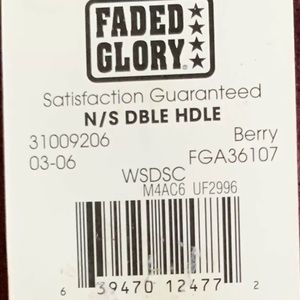 FADED
GLORY
Satisfaction Guaranteed
N/S DBLE HDLE
31009206 Berry
03-06 FGA36107
WSDSC
M4AC6 UF2996
6 39470 12477 2